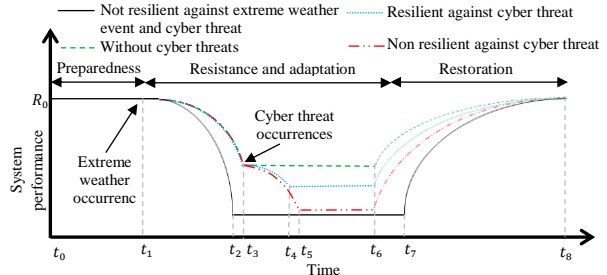 Not resilient against extreme weather
event and cyber threat
Resilient against cyber threat
Without cyber threats
Non resilient against cyber threat
Preparedness
Resistance and adaptation
Restoration
R₀
Cyber threat
occurrences
Extreme
weather
occurrenc
System
performance
t₀
t₁
t₂
t₃
t₄
t₅
t₆
t₇
t₈
Time